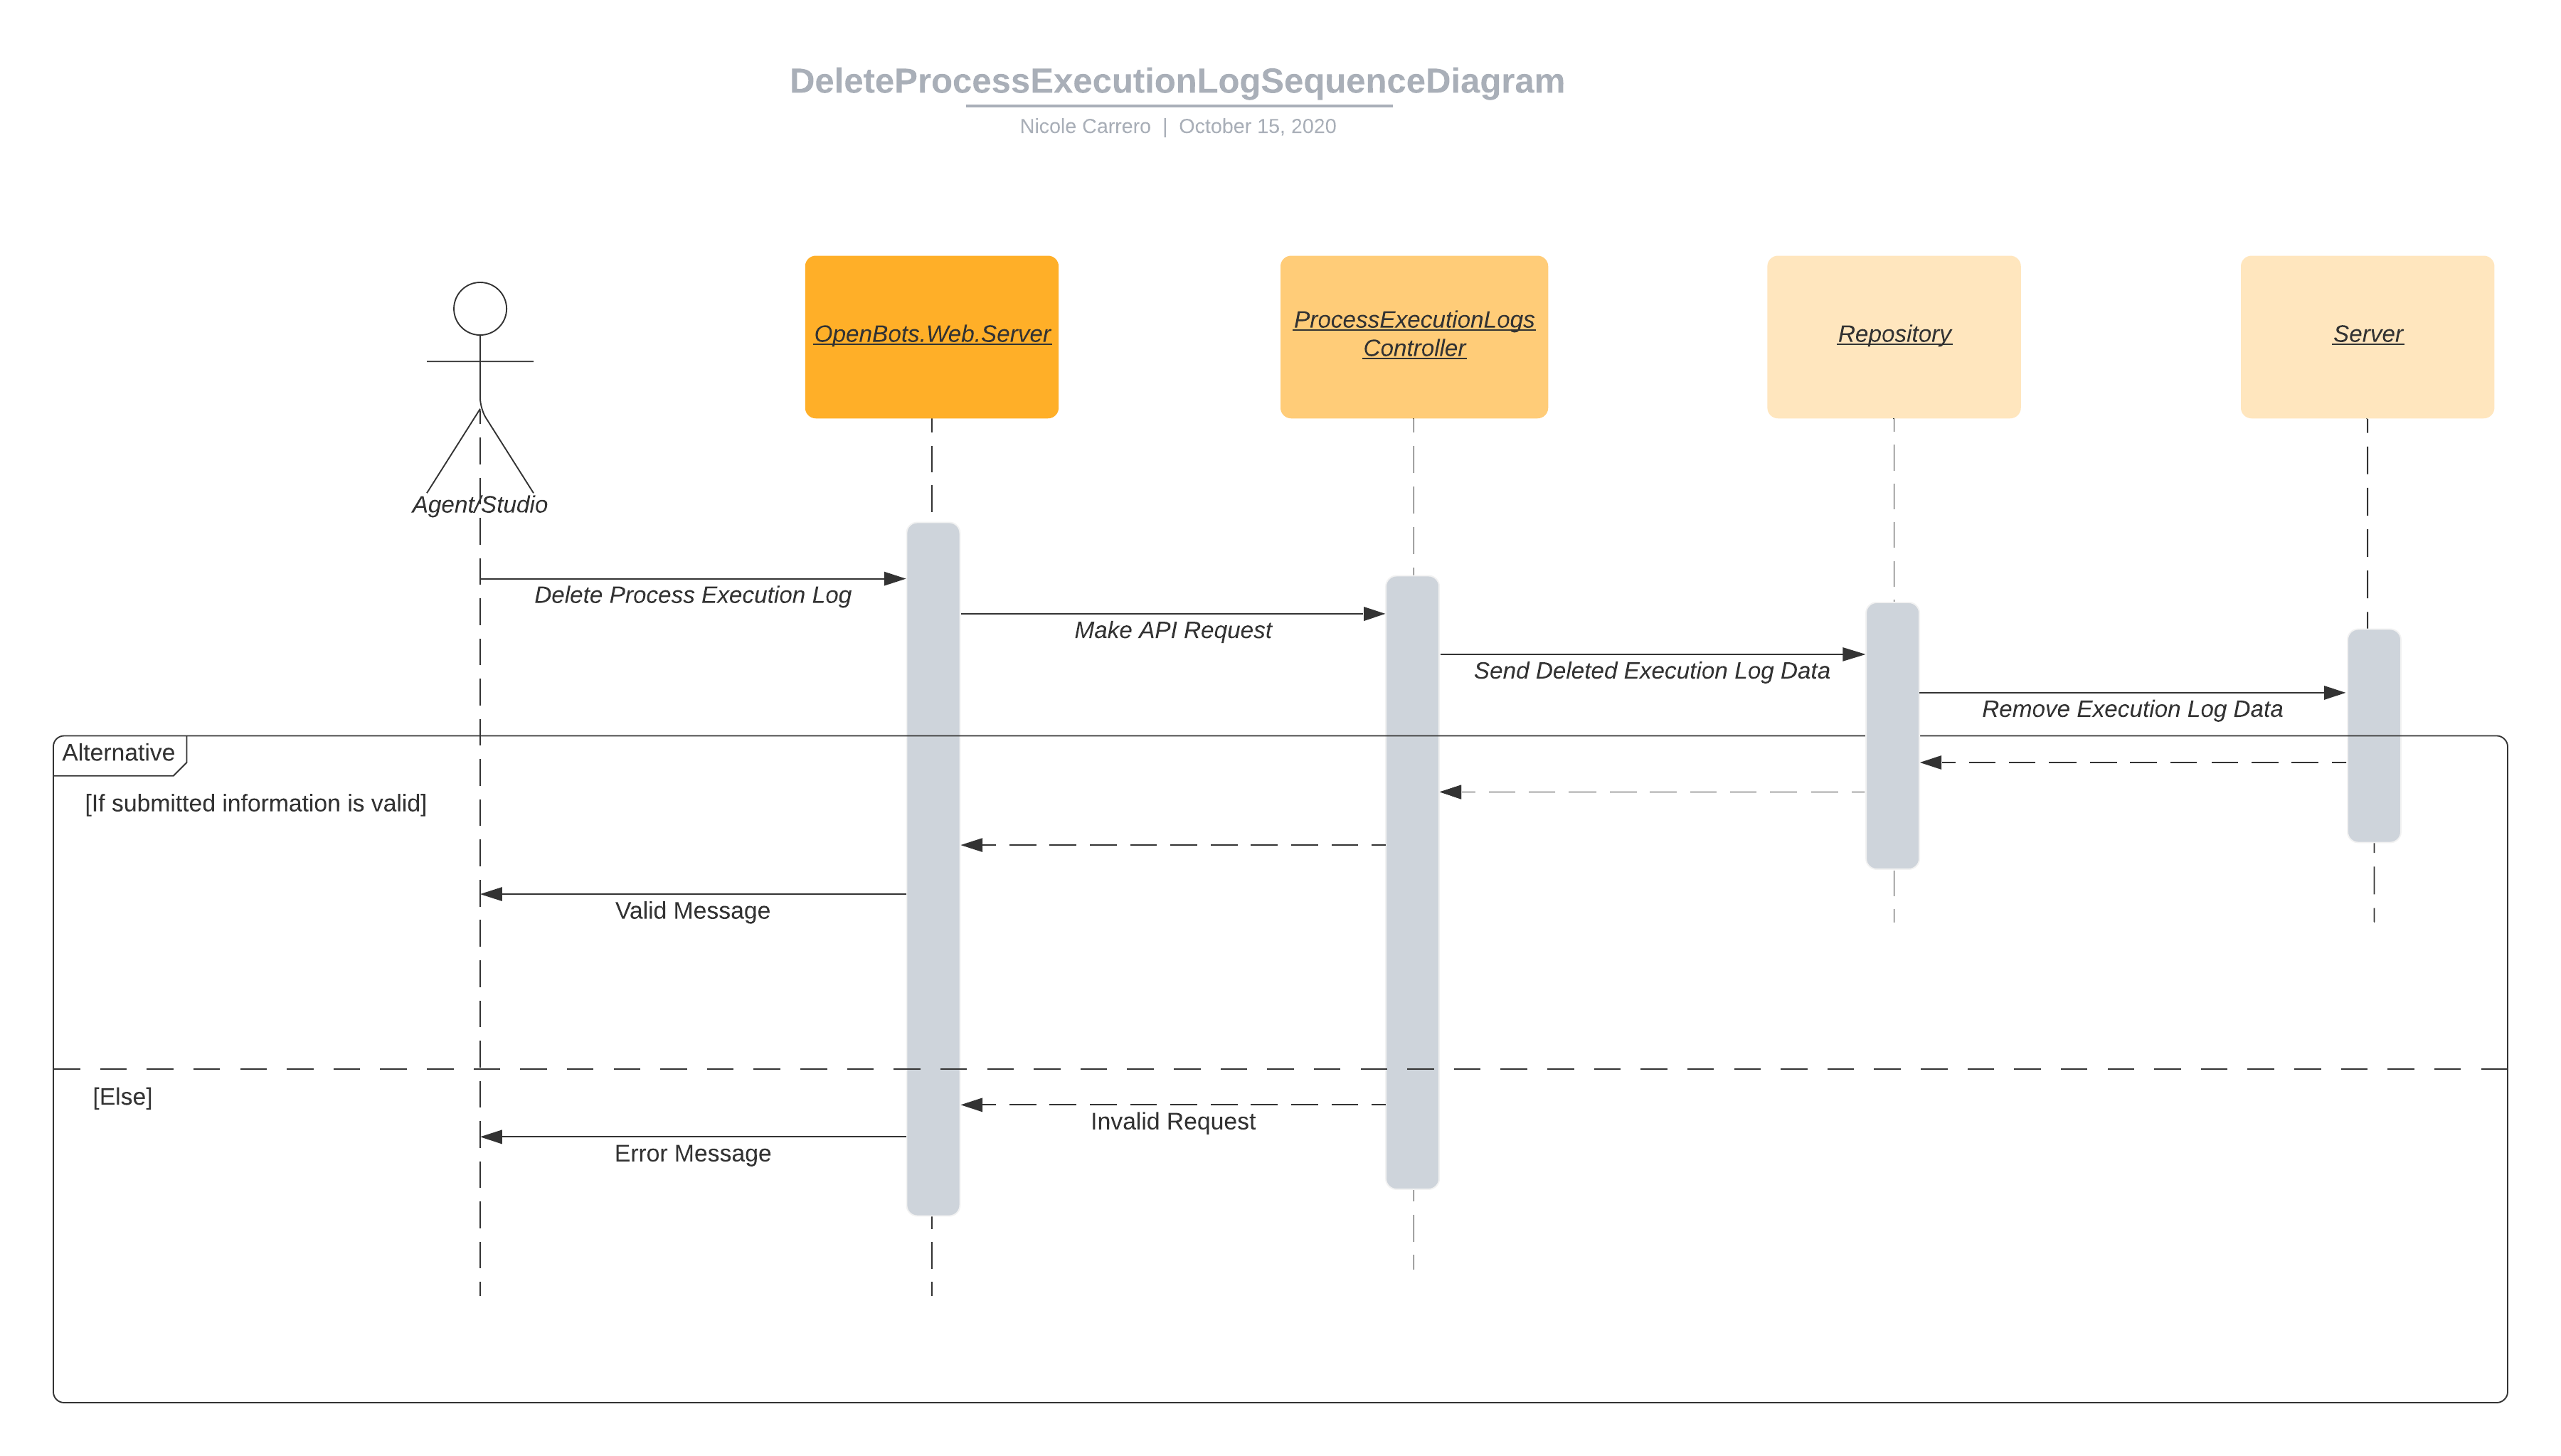 DeleteProcessExecutionLogSequenceDiagram
Nicole Carrero | October 15, 2020
OpenBots.Web.Server
ProcessExecutionLogs
Controller
Repository
Server
Agent/Studio
Delete Process Execution Log
Make API Request
Send Deleted Execution Log Data
Remove Execution Log Data
Alternative
[If submitted information is valid]
Valid Message
[Else]
Invalid Request
Error Message